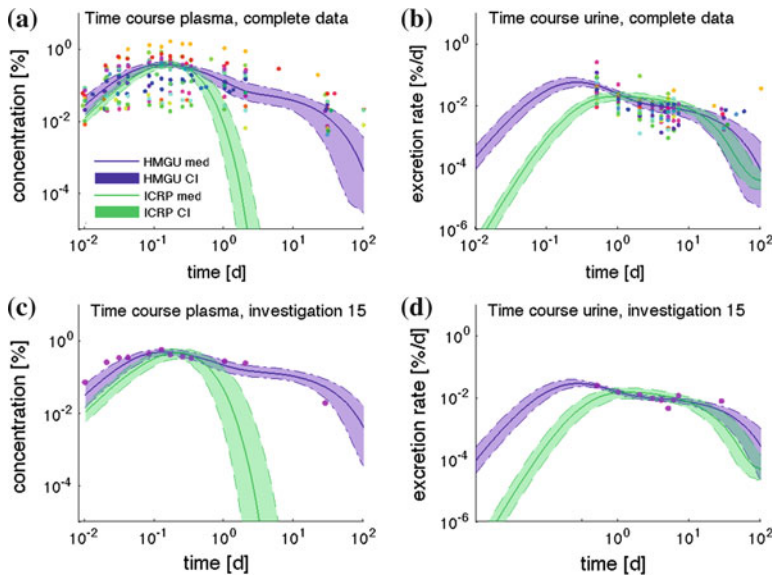 (a) Time course plasma, complete data
concentration [%]
10^0
10^-2
10^-4
HMGU med
HMGU CI
ICRP med
ICRP CI
10^-2 10^-1 10^0 10^1 10^2
time [d]
(b) Time course urine, complete data
excretion rate [%/d]
10^0
10^-2
10^-4
10^-6
10^-2 10^-1 10^0 10^1 10^2
time [d]
(c) Time course plasma, investigation 15
concentration [%]
10^0
10^-2
10^-4
10^-2 10^-1 10^0 10^1 10^2
time [d]
(d) Time course urine, investigation 15
excretion rate [%/d]
10^0
10^-2
10^-4
10^-6
10^-2 10^-1 10^0 10^1 10^2
time [d]